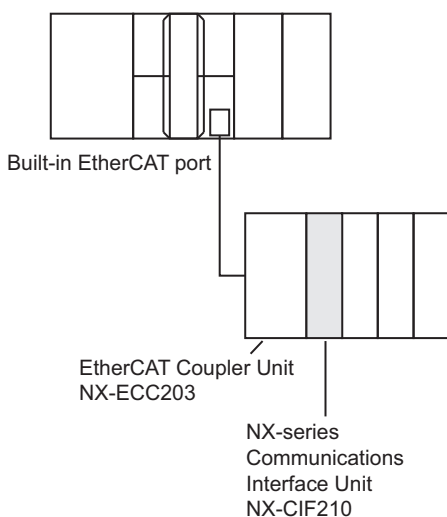 Built-in EtherCAT port
EtherCAT Coupler Unit
NX-ECC203
NX-series
Communications
Interface Unit
NX-CIF210